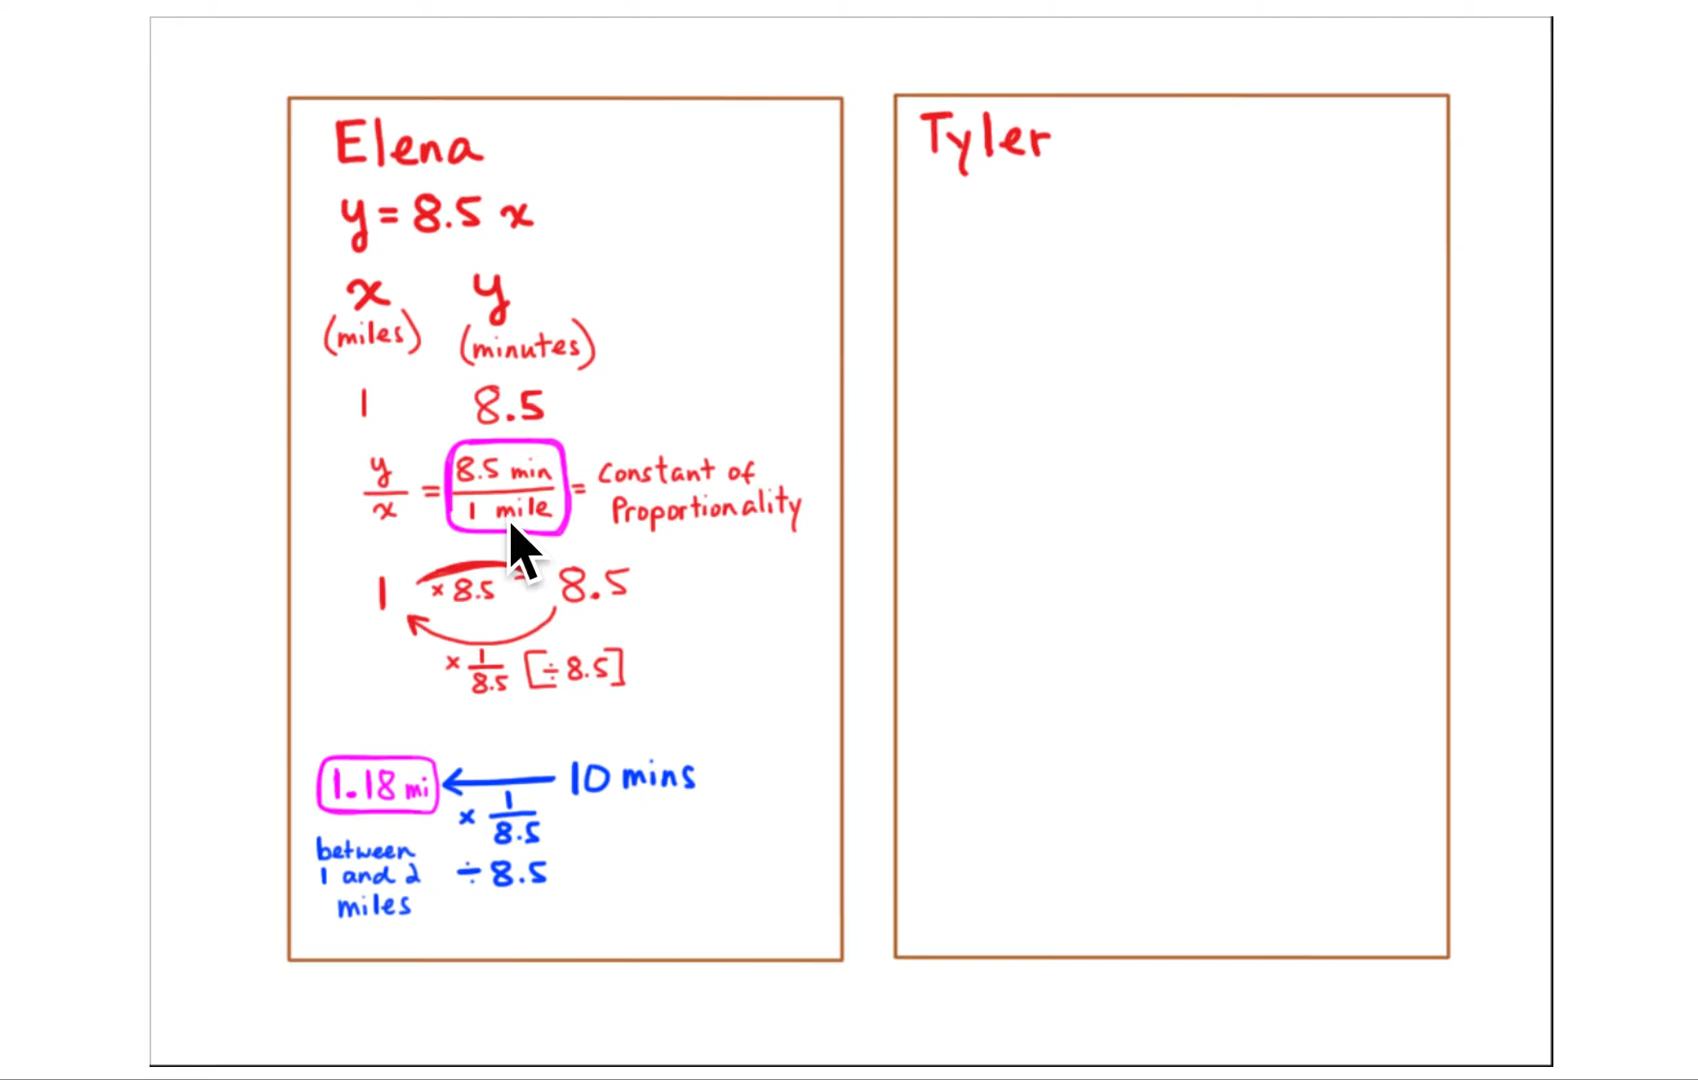 Elena
y = 8.5 x
x y
(miles) (minutes)
1 8.5
y/x = 8.5 min / 1 mile = Constant of Proportionality
1 × 8.5 = 8.5
× 1/8.5 [÷ 8.5]
1.18 mi 10 mins
× 1/8.5
between
1 and 2 ÷ 8.5
miles
Tyler